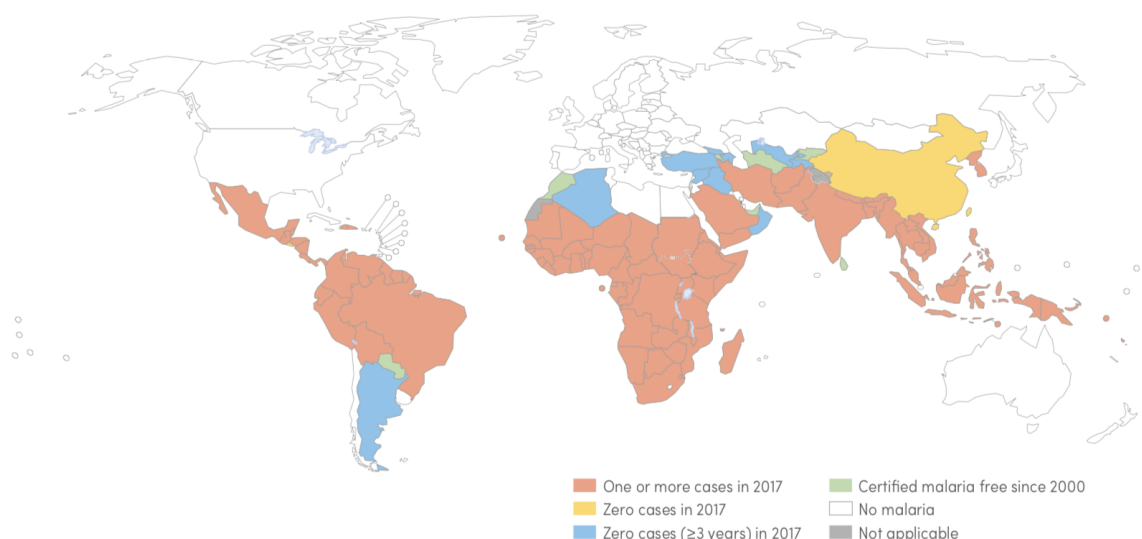 One or more cases in 2017
Zero cases in 2017
Zero cases (≥3 years) in 2017
Certified malaria free since 2000
No malaria
Not applicable